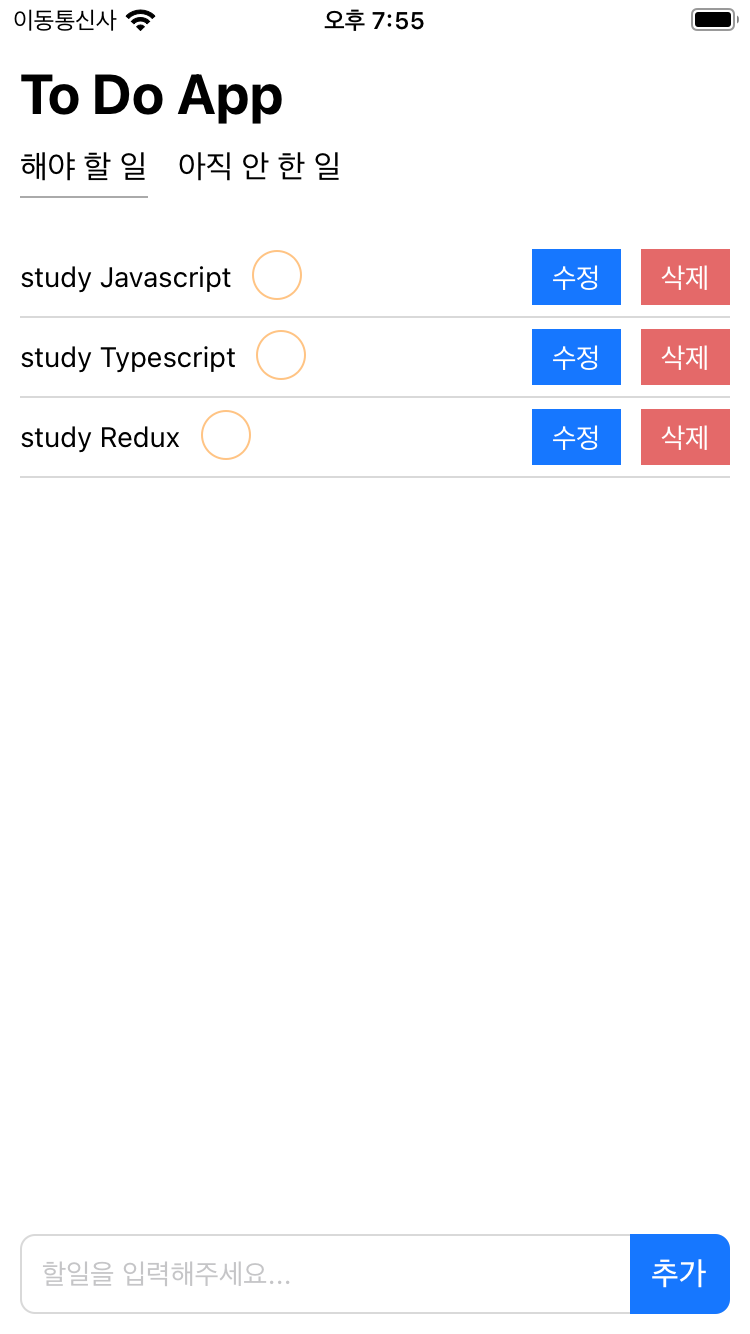 이동통신사 오후 7:55
To Do App
해야 할 일 아직 안 한 일
study Javascript 수정 삭제
study Typescript 수정 삭제
study Redux 수정 삭제
할일을 입력해주세요... 추가